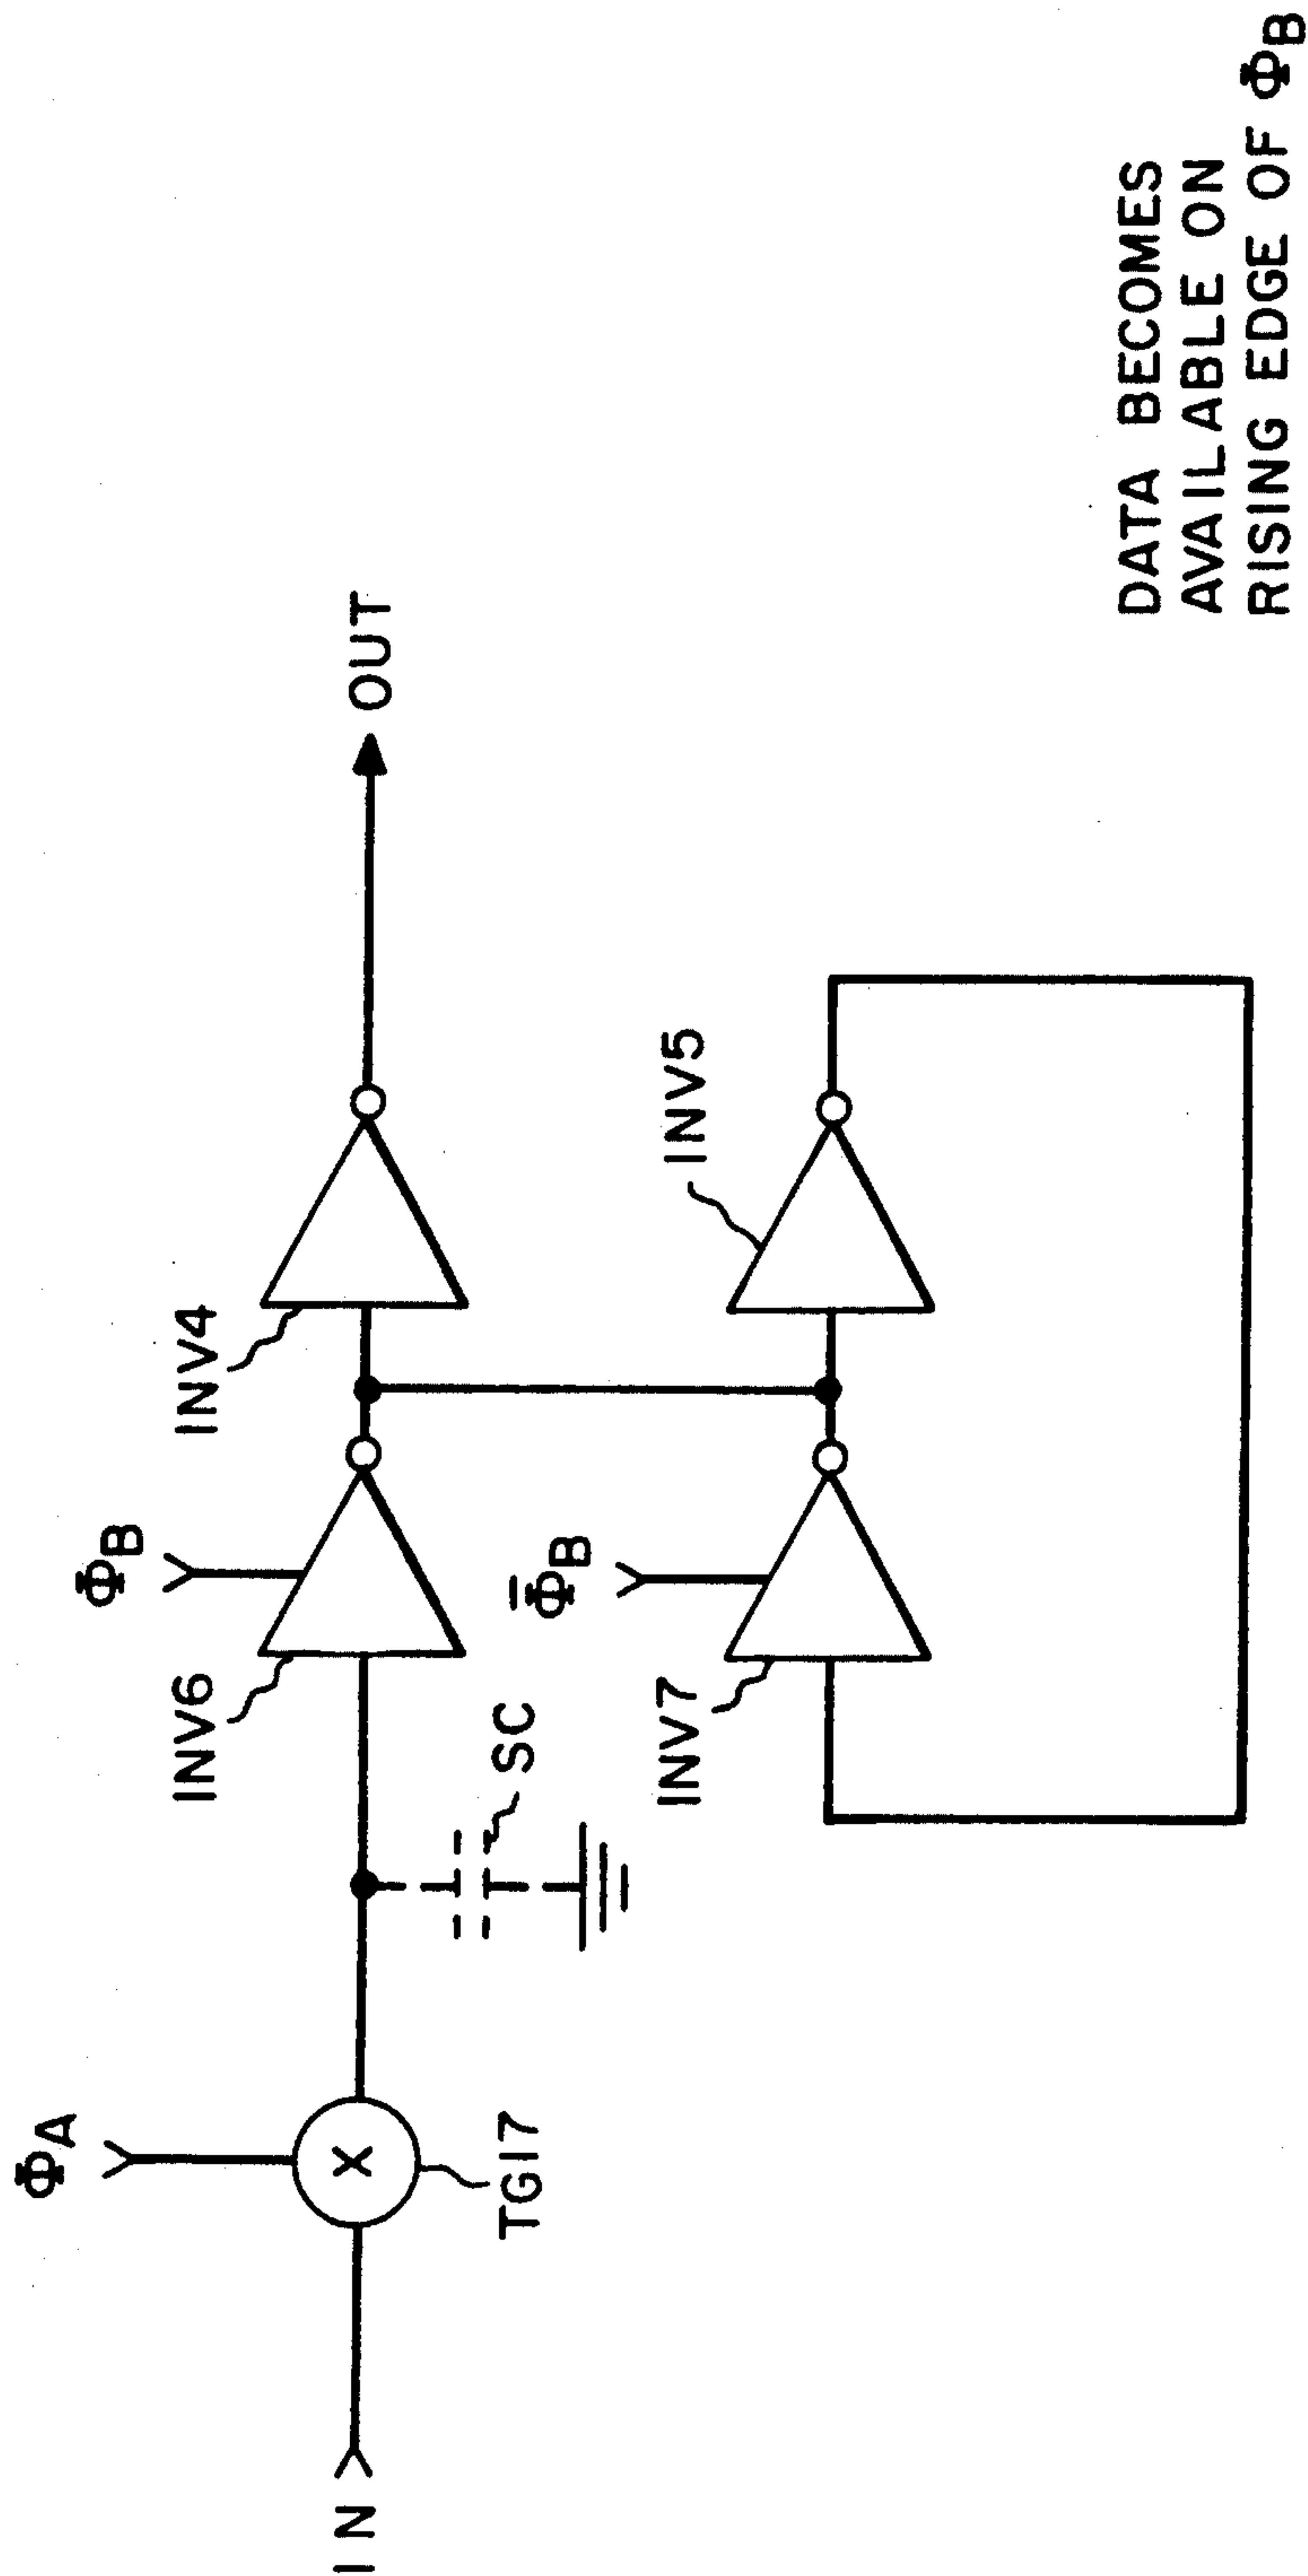 IN
ΦA
TG17
SC
INV6
ΦB
INV4
OUT
INV7
Φ̄B
INV5
DATA BECOMES
AVAILABLE ON
RISING EDGE OF ΦB